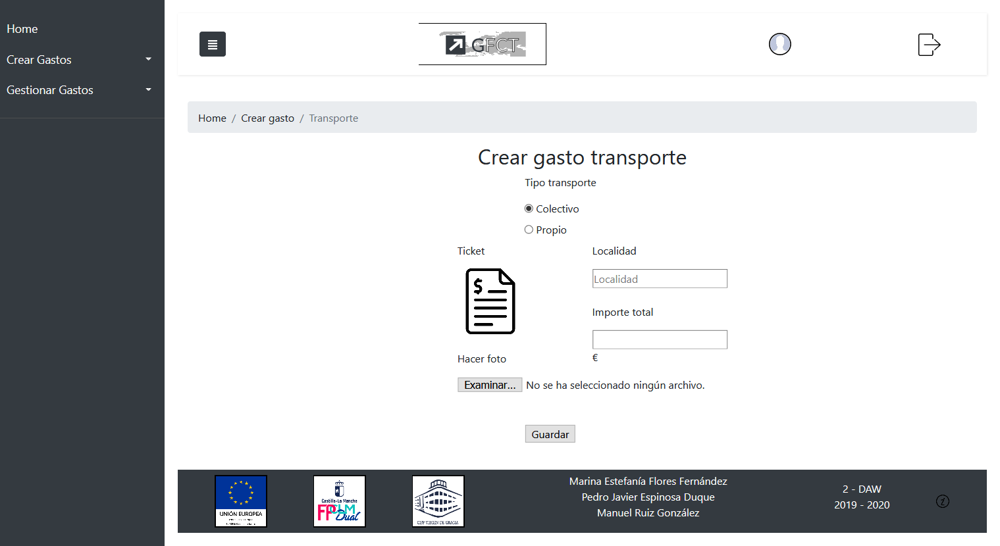 Home
Crear Gastos
Gestionar Gastos
GFCT
Home / Crear gasto / Transporte
Crear gasto transporte
Tipo transporte
Colectivo
Propio
Ticket
Localidad
$
Localidad
Importe total
€
Hacer foto
Examinar... No se ha seleccionado ningún archivo.
Guardar
UNIÓN EUROPEA
Castilla-La Mancha
FPCLM
Dual
CIFP VIRGEN DE GRACIA
Marina Estefanía Flores Fernández
Pedro Javier Espinosa Duque
Manuel Ruiz González
2 - DAW
2019 - 2020
i